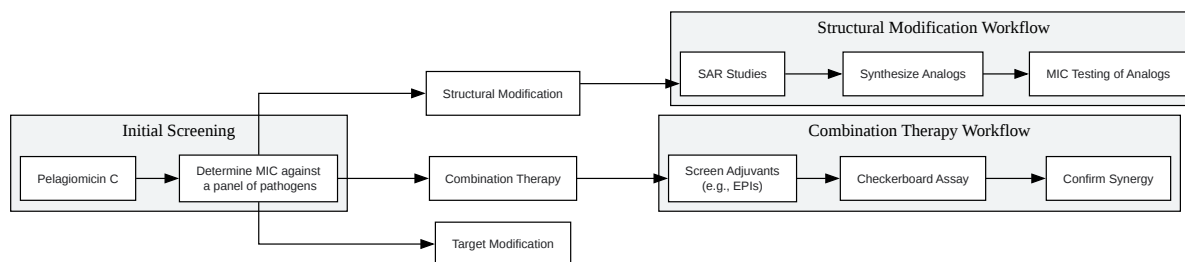 Structural Modification Workflow
SAR Studies
Synthesize Analogs
MIC Testing of Analogs
Structural Modification
Initial Screening
Pelagiomicin C
Determine MIC against
a panel of pathogens
Combination Therapy Workflow
Combination Therapy
Screen Adjuvants
(e.g., EPIs)
Checkerboard Assay
Confirm Synergy
Target Modification